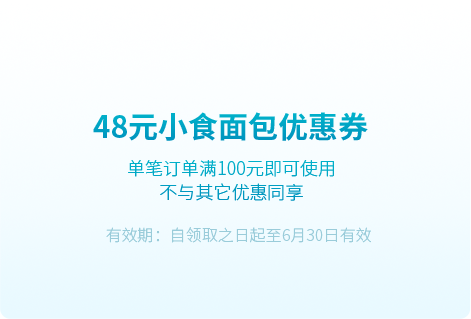 48元小食面包优惠券
单笔订单满100元即可使用
不与其它优惠同享
有效期：自领取之日起至6月30日有效